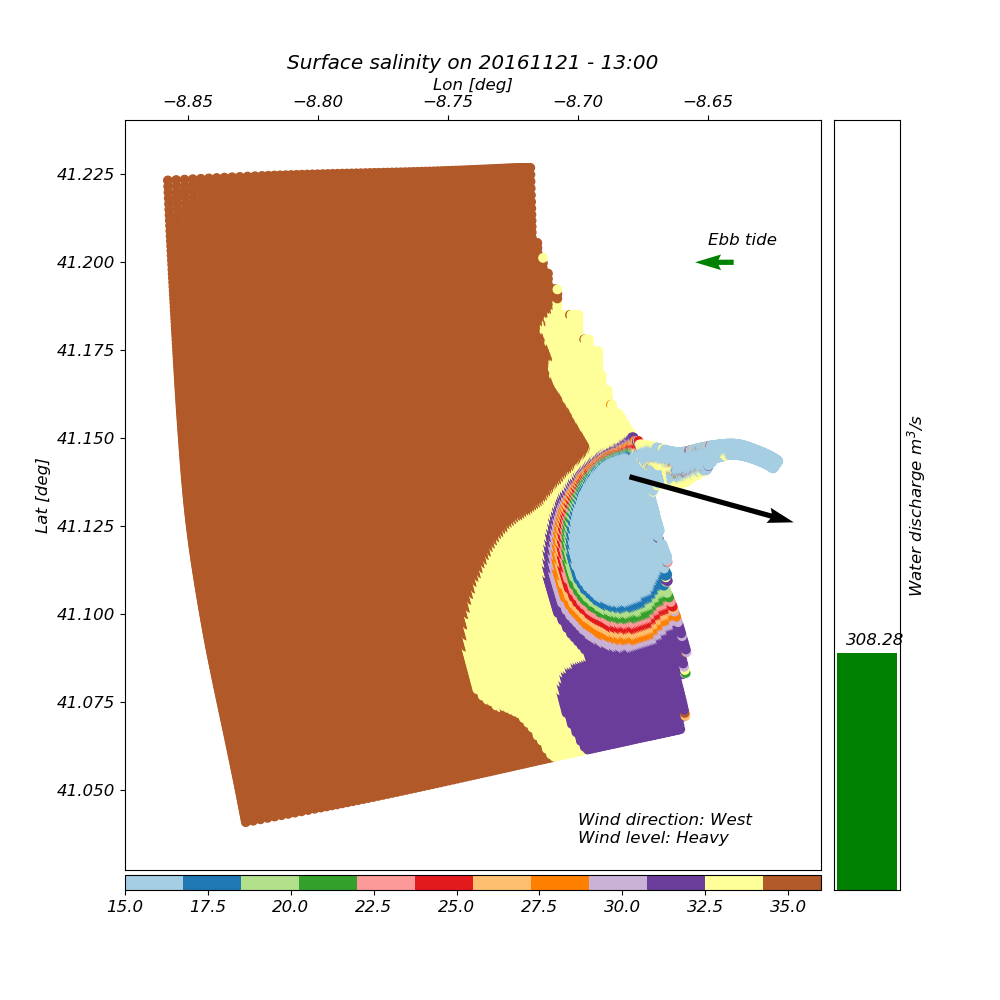 Surface salinity on 20161121 - 13:00
Lon [deg]
−8.85 −8.80 −8.75 −8.70 −8.65
41.225
41.200
41.175
41.150
41.125
41.100
41.075
41.050
Lat [deg]
Ebb tide
Wind direction: West
Wind level: Heavy
308.28
Water discharge m³/s
15.0 17.5 20.0 22.5 25.0 27.5 30.0 32.5 35.0